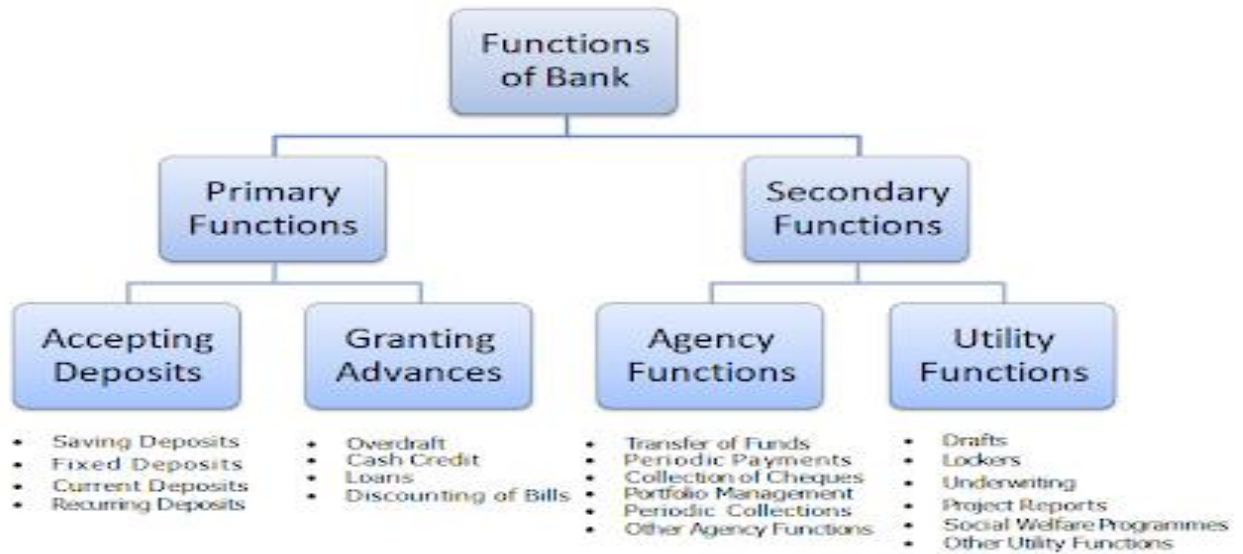 Functions
of Bank
Primary
Functions
Secondary
Functions
Accepting
Deposits
Granting
Advances
Agency
Functions
Utility
Functions
• Saving Deposits
• Fixed Deposits
• Current Deposits
• Recurring Deposits
• Overdraft
• Cash Credit
• Loans
• Discounting of Bills
• Transfer of Funds
• Periodic Payments
• Collection of Cheques
• Portfolio Management
• Periodic Collections
• Other Agency Functions
• Drafts
• Lockers
• Underwriting
• Project Reports
• Social Welfare Programmes
• Other Utility Functions